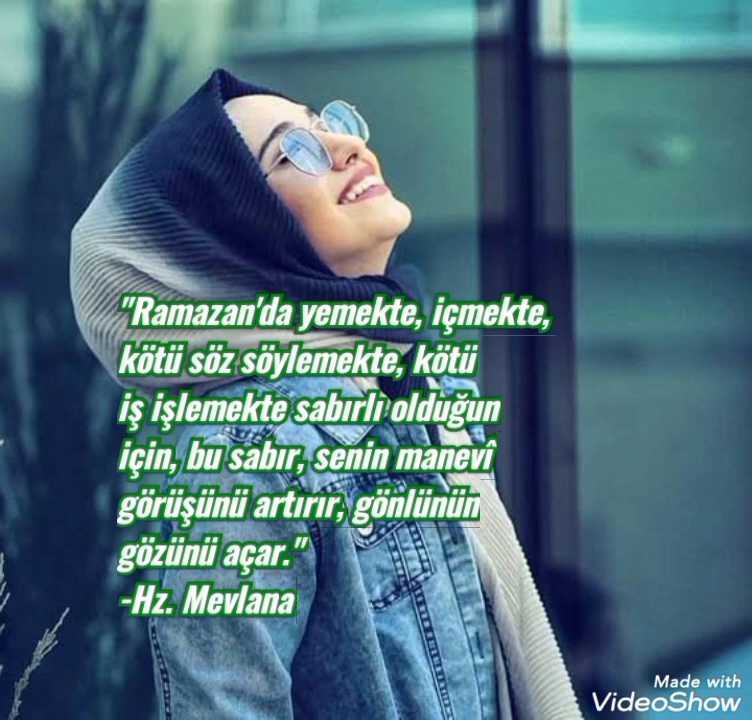 "Ramazan'da yemekte, içmekte,
kötü söz söylemekte, kötü
iş işlemekte sabırlı olduğun
için, bu sabır, senin manevî
görüşünü artırır, gönlünün
gözünü açar."
-Hz. Mevlana
Made with
VideoShow